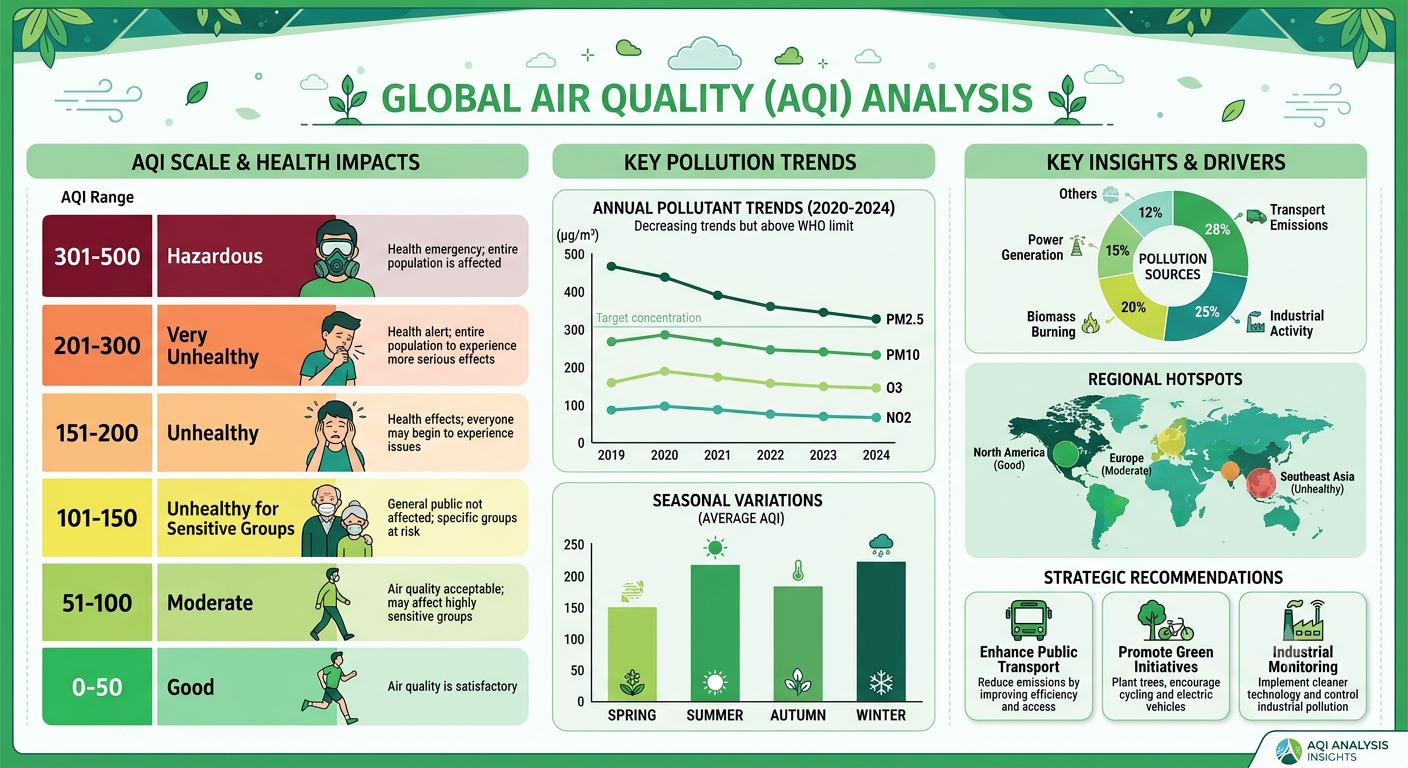 GLOBAL AIR QUALITY (AQI) ANALYSIS
AQI SCALE & HEALTH IMPACTS
AQI Range
301-500
Hazardous
Health emergency; entire
population is affected
201-300
Very
Unhealthy
Health alert; entire
population to experience
more serious effects
151-200
Unhealthy
Health effects; everyone
may begin to experience
issues
101-150
Unhealthy for
Sensitive Groups
General public not
affected; specific groups
at risk
51-100
Moderate
Air quality acceptable;
may affect highly
sensitive groups
0-50
Good
Air quality is satisfactory
KEY POLLUTION TRENDS
ANNUAL POLLUTANT TRENDS (2020-2024)
Decreasing trends but above WHO limit
(µg/m³)
500
400
300
200
100
0
Target concentration
PM2.5
PM10
O3
NO2
2019 2020 2021 2022 2023 2024
SEASONAL VARIATIONS
(AVERAGE AQI)
250
200
150
100
50
0
SPRING SUMMER AUTUMN WINTER
KEY INSIGHTS & DRIVERS
POLLUTION
SOURCES
Others
12%
Transport
Emissions
28%
Power
Generation
15%
Biomass
Burning
20%
Industrial
Activity
25%
REGIONAL HOTSPOTS
North America
(Good)
Europe
(Moderate)
Southeast Asia
(Unhealthy)
STRATEGIC RECOMMENDATIONS
Enhance Public
Transport
Reduce emissions by
improving efficiency
and access
Promote Green
Initiatives
Plant trees, encourage
cycling and electric
vehicles
Industrial
Monitoring
Implement cleaner
technology and control
industrial pollution
AQI ANALYSIS
INSIGHTS